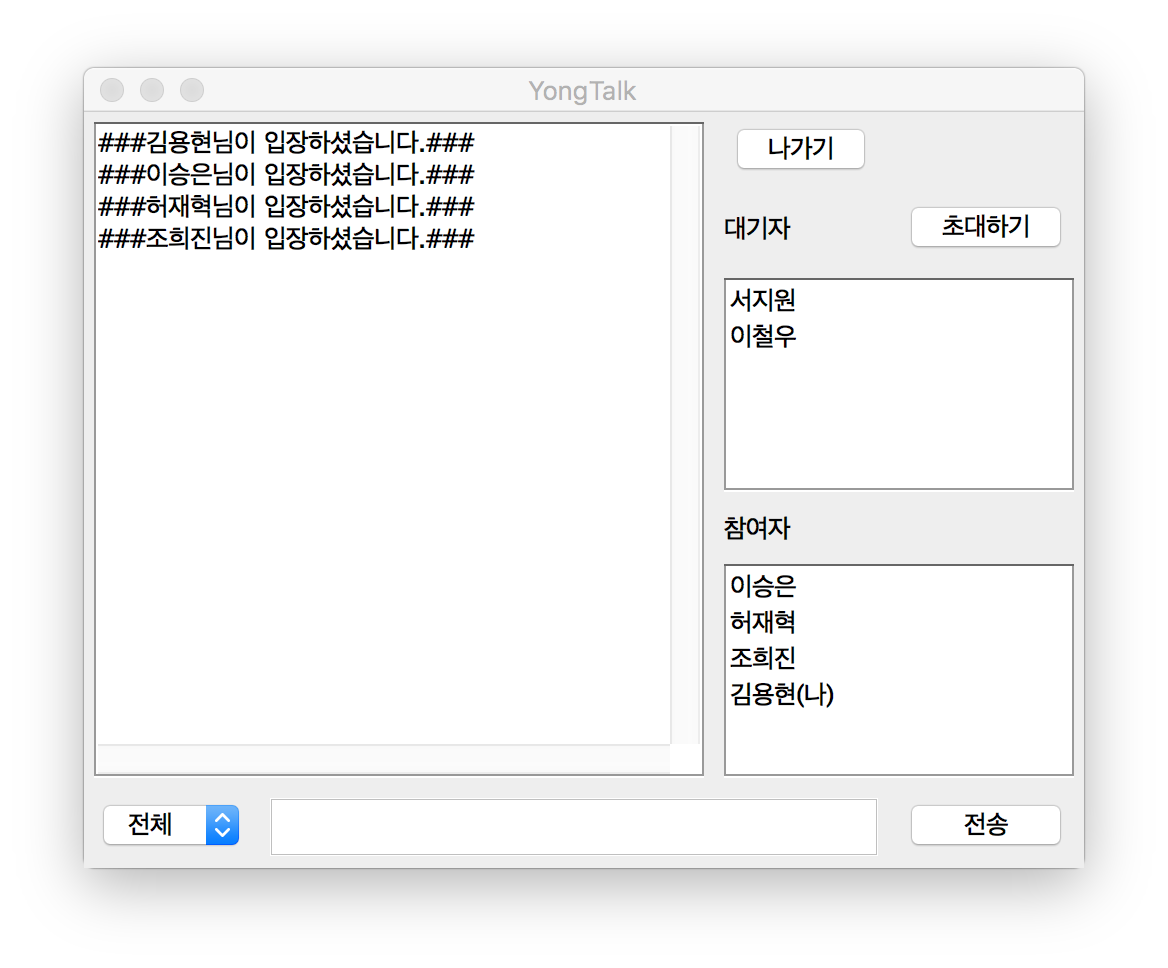 YongTalk
###김용현님이 입장하셨습니다.###
###이승은님이 입장하셨습니다.###
###허재혁님이 입장하셨습니다.###
###조희진님이 입장하셨습니다.###
나가기
대기자
초대하기
서지원
이철우
참여자
이승은
허재혁
조희진
김용현(나)
전체
전송